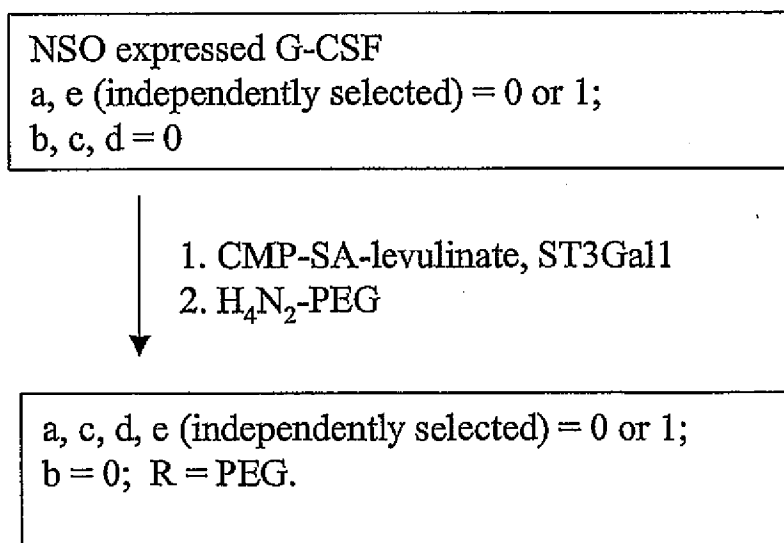 NSO expressed G-CSF
a, e (independently selected) = 0 or 1;
b, c, d = 0
1. CMP-SA-levulinate, ST3Gal1
2. H₄N₂-PEG
a, c, d, e (independently selected) = 0 or 1;
b = 0; R = PEG.